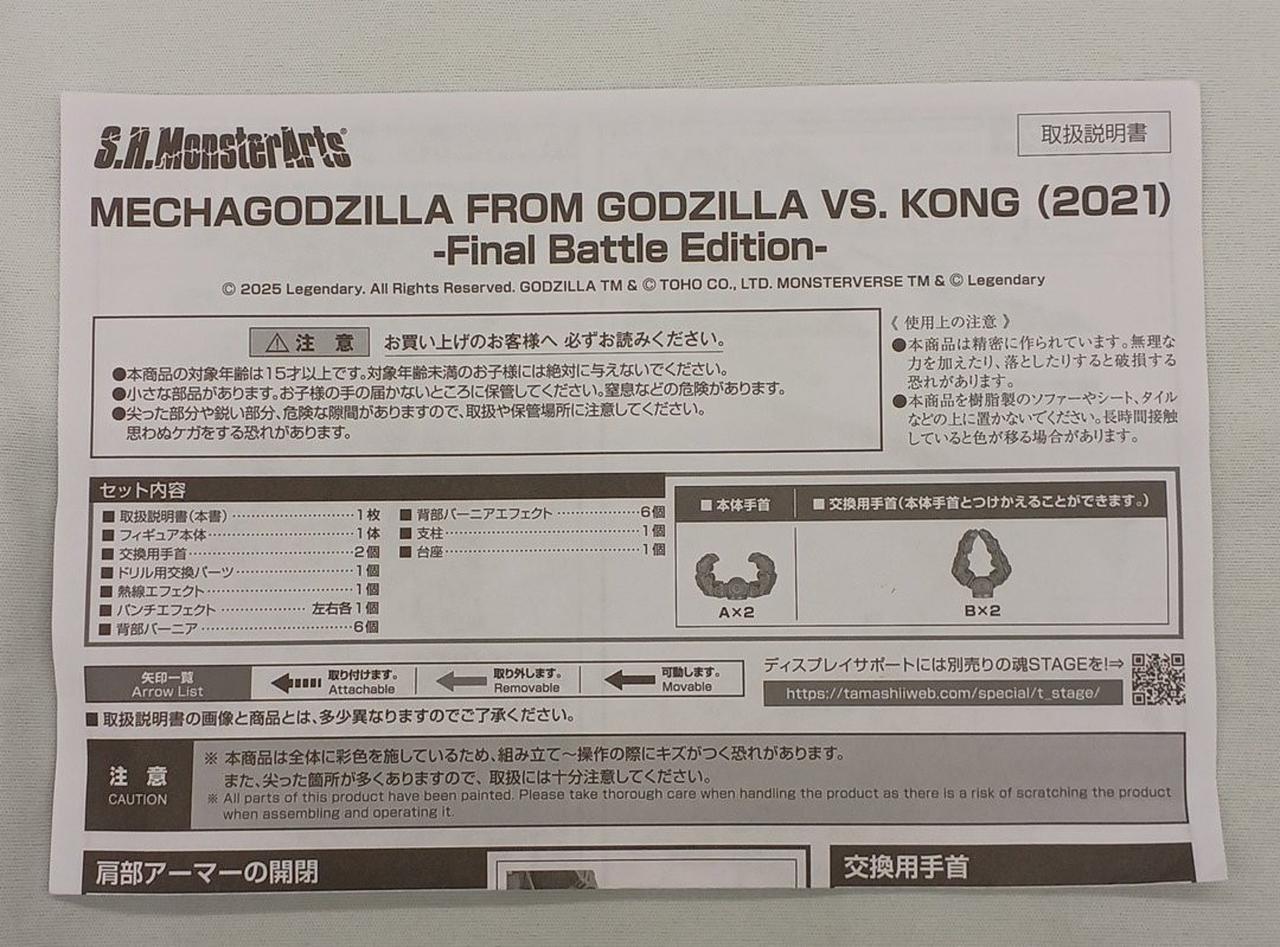 S.H.MonsterArts
取扱説明書
MECHAGODZILLA FROM GODZILLA VS. KONG (2021)
-Final Battle Edition-
© 2025 Legendary. All Rights Reserved. GODZILLA TM & © TOHO CO., LTD. MONSTERVERSE TM & © Legendary
⚠ 注 意 お買い上げのお客様へ 必ずお読みください。
●本商品の対象年齢は15才以上です。対象年齢未満のお子様には絶対に与えないでください。
●小さな部品があります。お子様の手の届かないところに保管してください。窒息などの危険があります。
●尖った部分や鋭い部分、危険な隙間がありますので、取扱や保管場所に注意してください。
思わぬケガをする恐れがあります。
《 使用上の注意 》
●本商品は精密に作られています。無理な
力を加えたり、落としたりすると破損する
恐れがあります。
●本商品を樹脂製のソファーやシート、タイル
などの上に置かないでください。長時間接触
していると色が移る場合があります。
セット内容
■ 取扱説明書(本書)……………1枚
■ フィギュア本体……………1体
■ 交換用手首……………2個
■ ドリル用交換パーツ……………1個
■ 熱線エフェクト……………1個
■ パンチエフェクト…………… 左右各1個
■ 背部バーニア……………6個
■ 背部バーニアエフェクト……………6個
■ 支柱……………1個
■ 台座……………1個
■ 本体手首
■ 交換用手首(本体手首とつけかえることができます。)
A×2
B×2
矢印一覧
Arrow List
取り付けます。
Attachable
取り外します。
Removable
可動します。
Movable
ディスプレイサポートには別売りの魂STAGEを!⇒
https://tamashiiweb.com/special/t_stage/
■ 取扱説明書の画像と商品とは、多少異なりますのでご了承ください。
注 意
CAUTION
※ 本商品は全体に彩色を施しているため、組み立て～操作の際にキズがつく恐れがあります。
また、尖った箇所が多くありますので、取扱には十分注意してください。
※ All parts of this product have been painted. Please take thorough care when handling the product as there is a risk of scratching the product
when assembling and operating it.
肩部アーマーの開閉
交換用手首